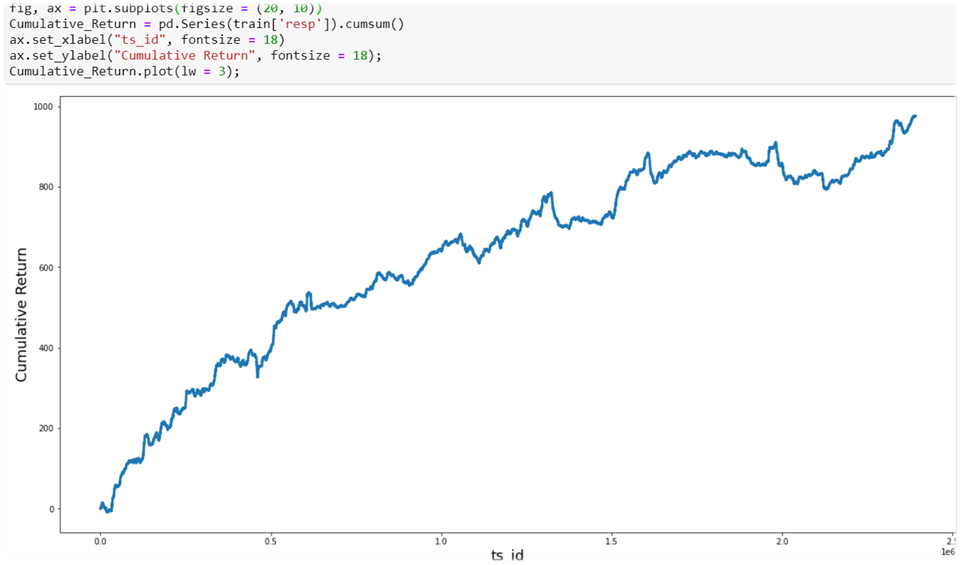 fig, ax = plt.subplots(figsize = (20, 10))
Cumulative_Return = pd.Series(train['resp']).cumsum()
ax.set_xlabel("ts_id", fontsize = 18)
ax.set_ylabel("Cumulative Return", fontsize = 18);
Cumulative_Return.plot(lw = 3);
1000
800
600
400
200
0
Cumulative Return
0.0 0.5 1.0 1.5 2.0
1e6
ts_id